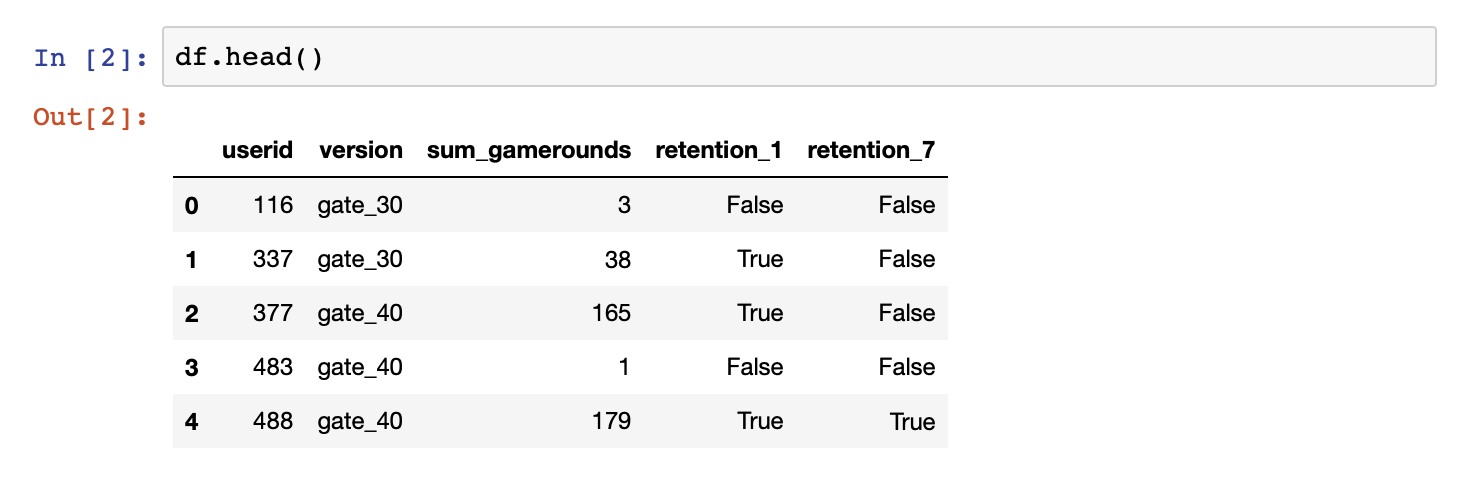 In [2]: df.head()
Out[2]:
userid version sum_gamerounds retention_1 retention_7
0 116 gate_30 3 False False
1 337 gate_30 38 True False
2 377 gate_40 165 True False
3 483 gate_40 1 False False
4 488 gate_40 179 True True